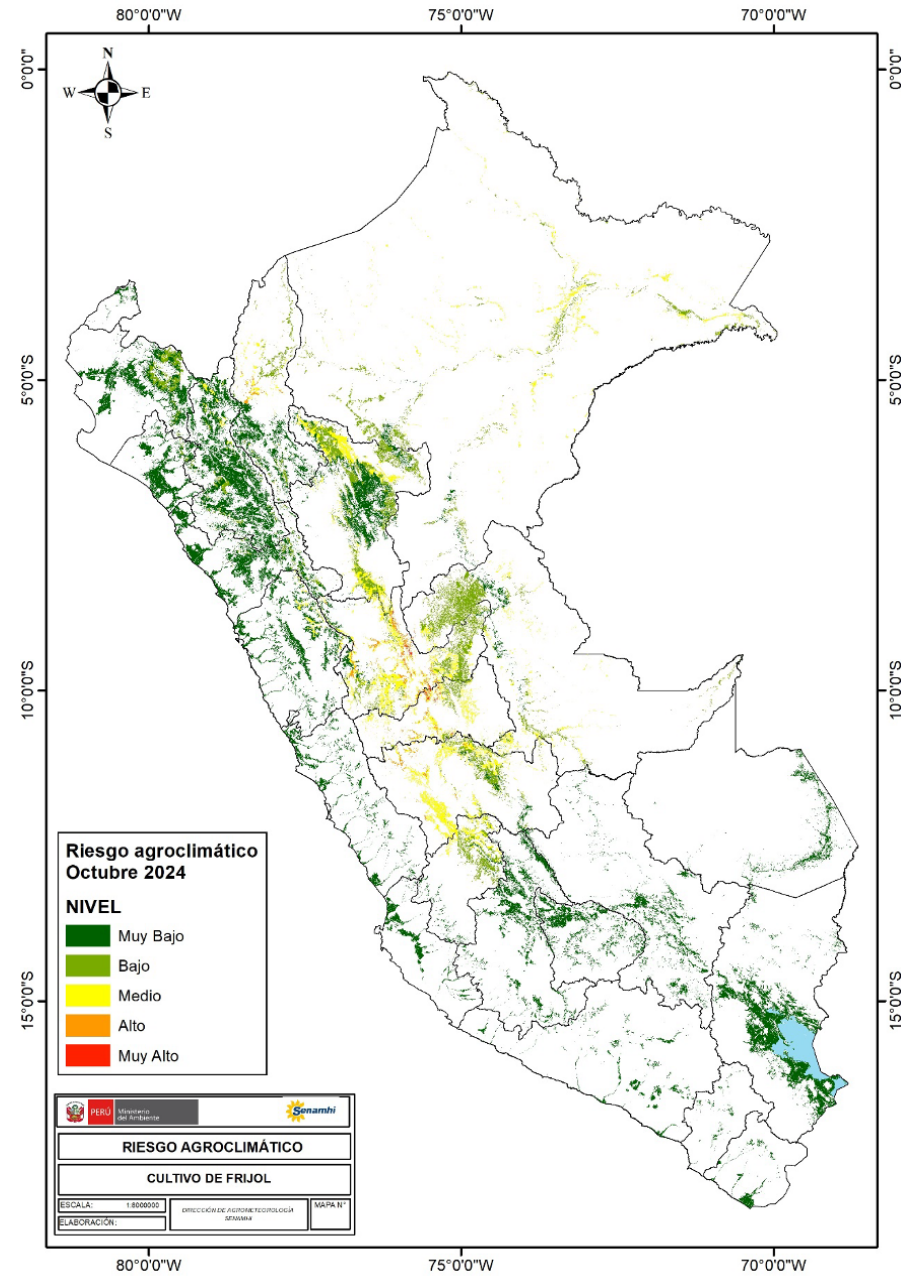 80°0'0"W 75°0'0"W 70°0'0"W
0°0'0" 0°0'0"
N
W E
S
5°0'0"S 5°0'0"S
10°0'0"S 10°0'0"S
15°0'0"S 15°0'0"S
Riesgo agroclimático
Octubre 2024
NIVEL
Muy Bajo
Bajo
Medio
Alto
Muy Alto
PERÚ Ministerio
del Ambiente
Senamhi
RIESGO AGROCLIMÁTICO
CULTIVO DE FRIJOL
ESCALA: 1:6000000
DIRECCIÓN DE AGROMETEOROLOGÍA
SENAMHI
MAPA N°
ELABORACIÓN:
80°0'0"W 75°0'0"W 70°0'0"W